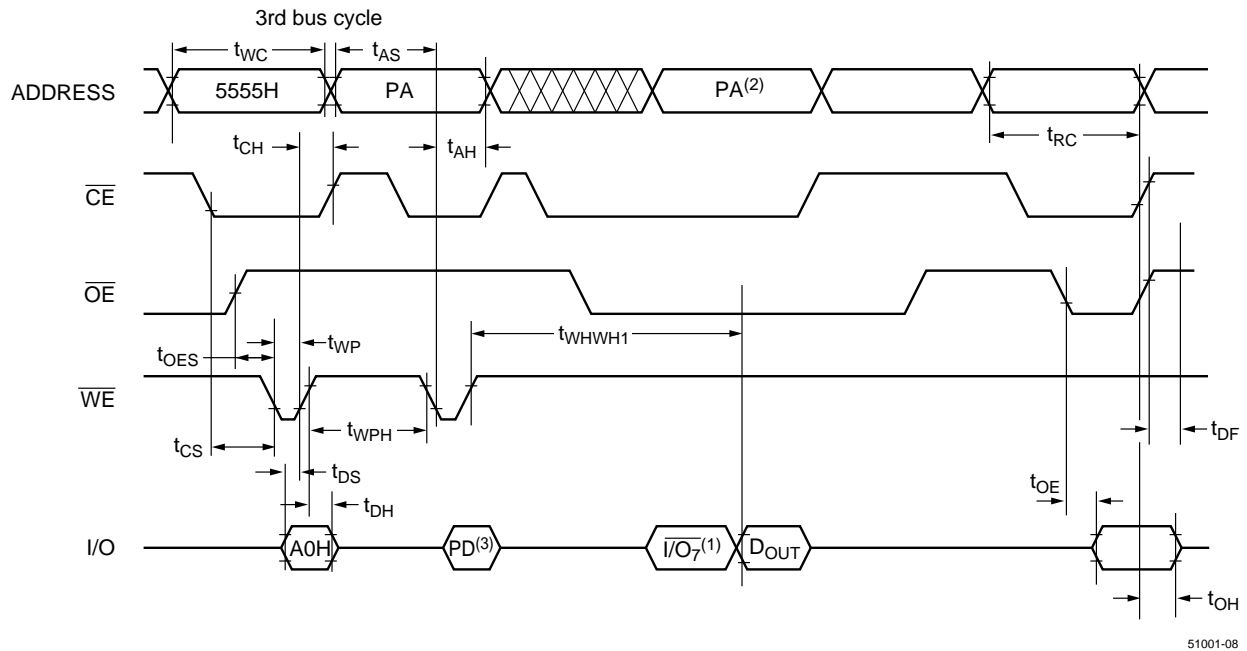 3rd bus cycle
tWC
tAS
ADDRESS
5555H
PA
PA(2)
tCH
tAH
tRC
CE
OE
tWHWH1
tWP
tOES
WE
tWPH
tCS
tDF
tDS
tOE
tDH
I/O
A0H
PD(3)
I/O7(1)
DOUT
tOH
51001-08